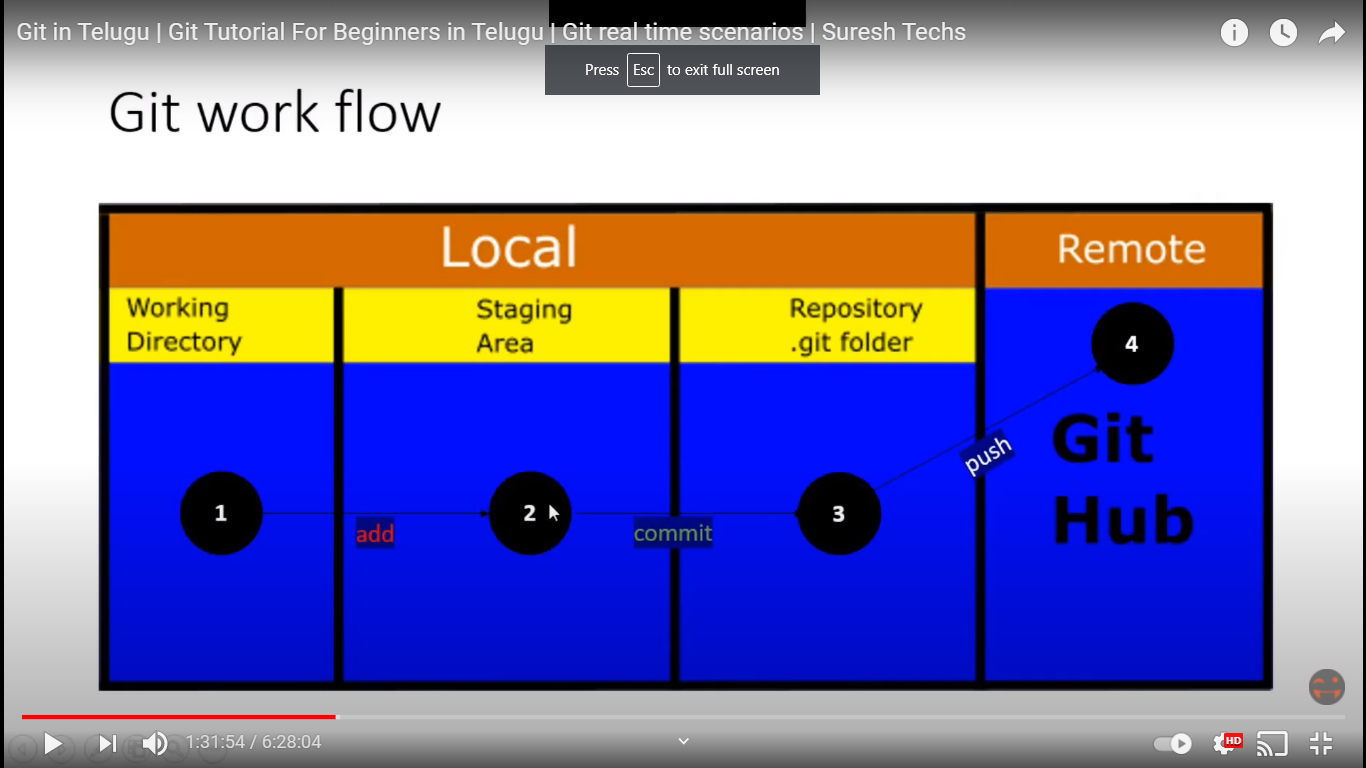 Git in Telugu | Git Tutorial For Beginners in Telugu | Git real time scenarios | Suresh Techs
Press Esc to exit full screen
Git work flow
Local
Remote
Working
Directory
Staging
Area
Repository
.git folder
4
Git
Hub
push
1
2
3
add
commit
1:31:54 / 6:28:04
HD